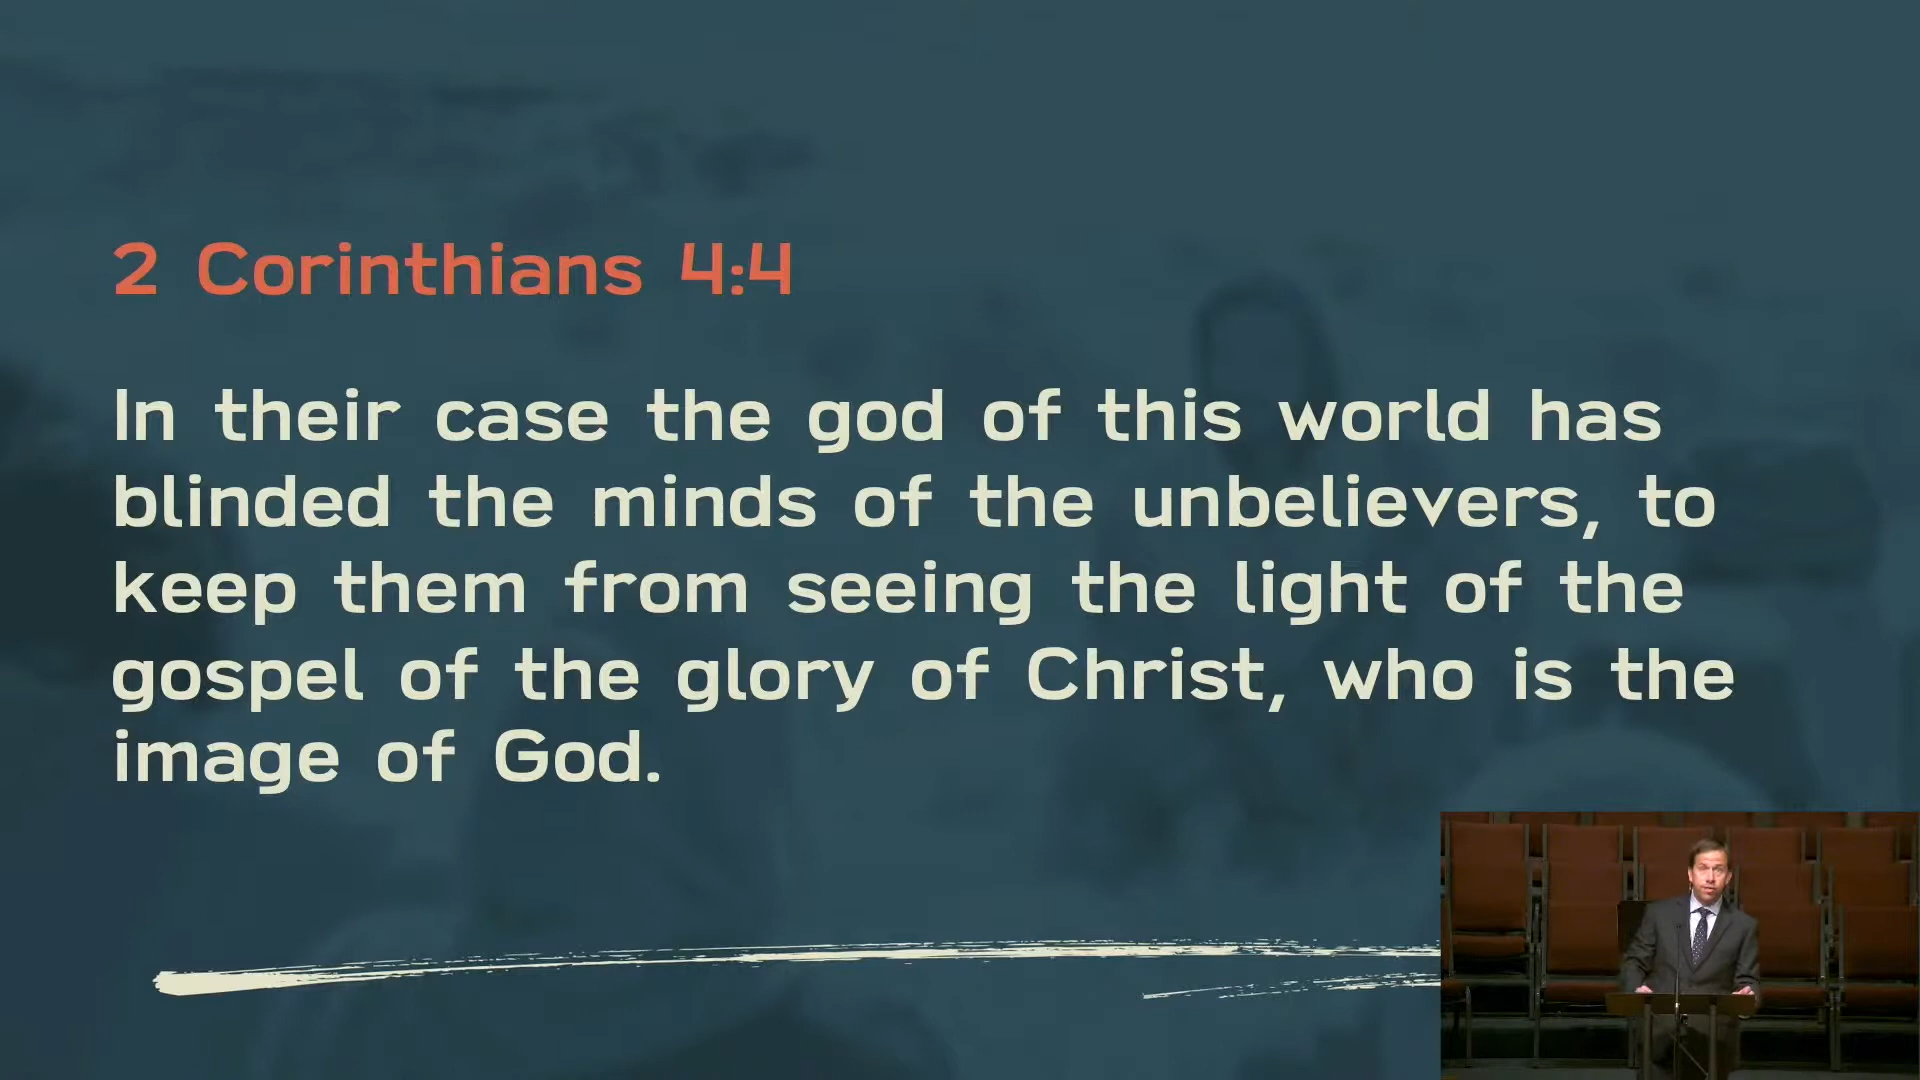 2 Corinthians 4:4
In their case the god of this world has
blinded the minds of the unbelievers, to
keep them from seeing the light of the
gospel of the glory of Christ, who is the
image of God.